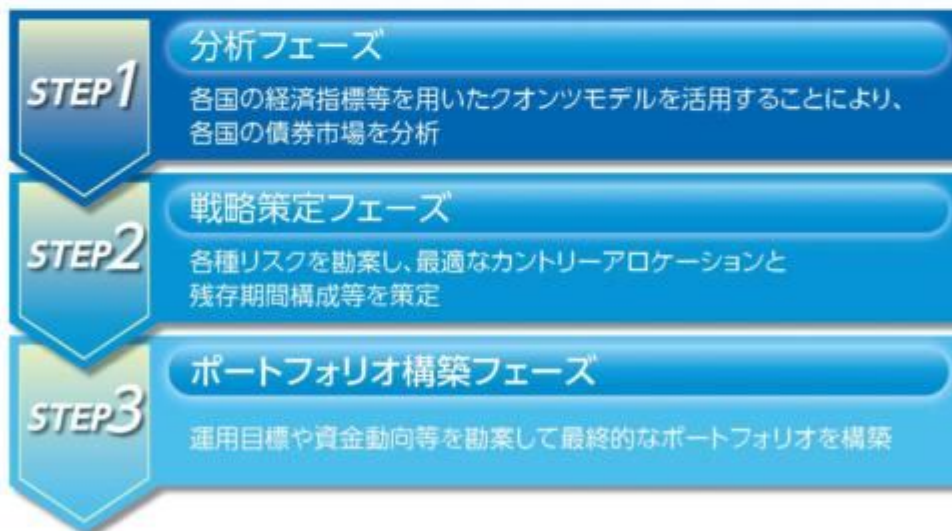 STEP1
分析フェーズ
各国の経済指標等を用いたクオンツモデルを活用することにより、
各国の債券市場を分析
STEP2
戦略策定フェーズ
各種リスクを勘案し、最適なカントリーアロケーションと
残存期間構成等を策定
STEP3
ポートフォリオ構築フェーズ
運用目標や資金動向等を勘案して最終的なポートフォリオを構築